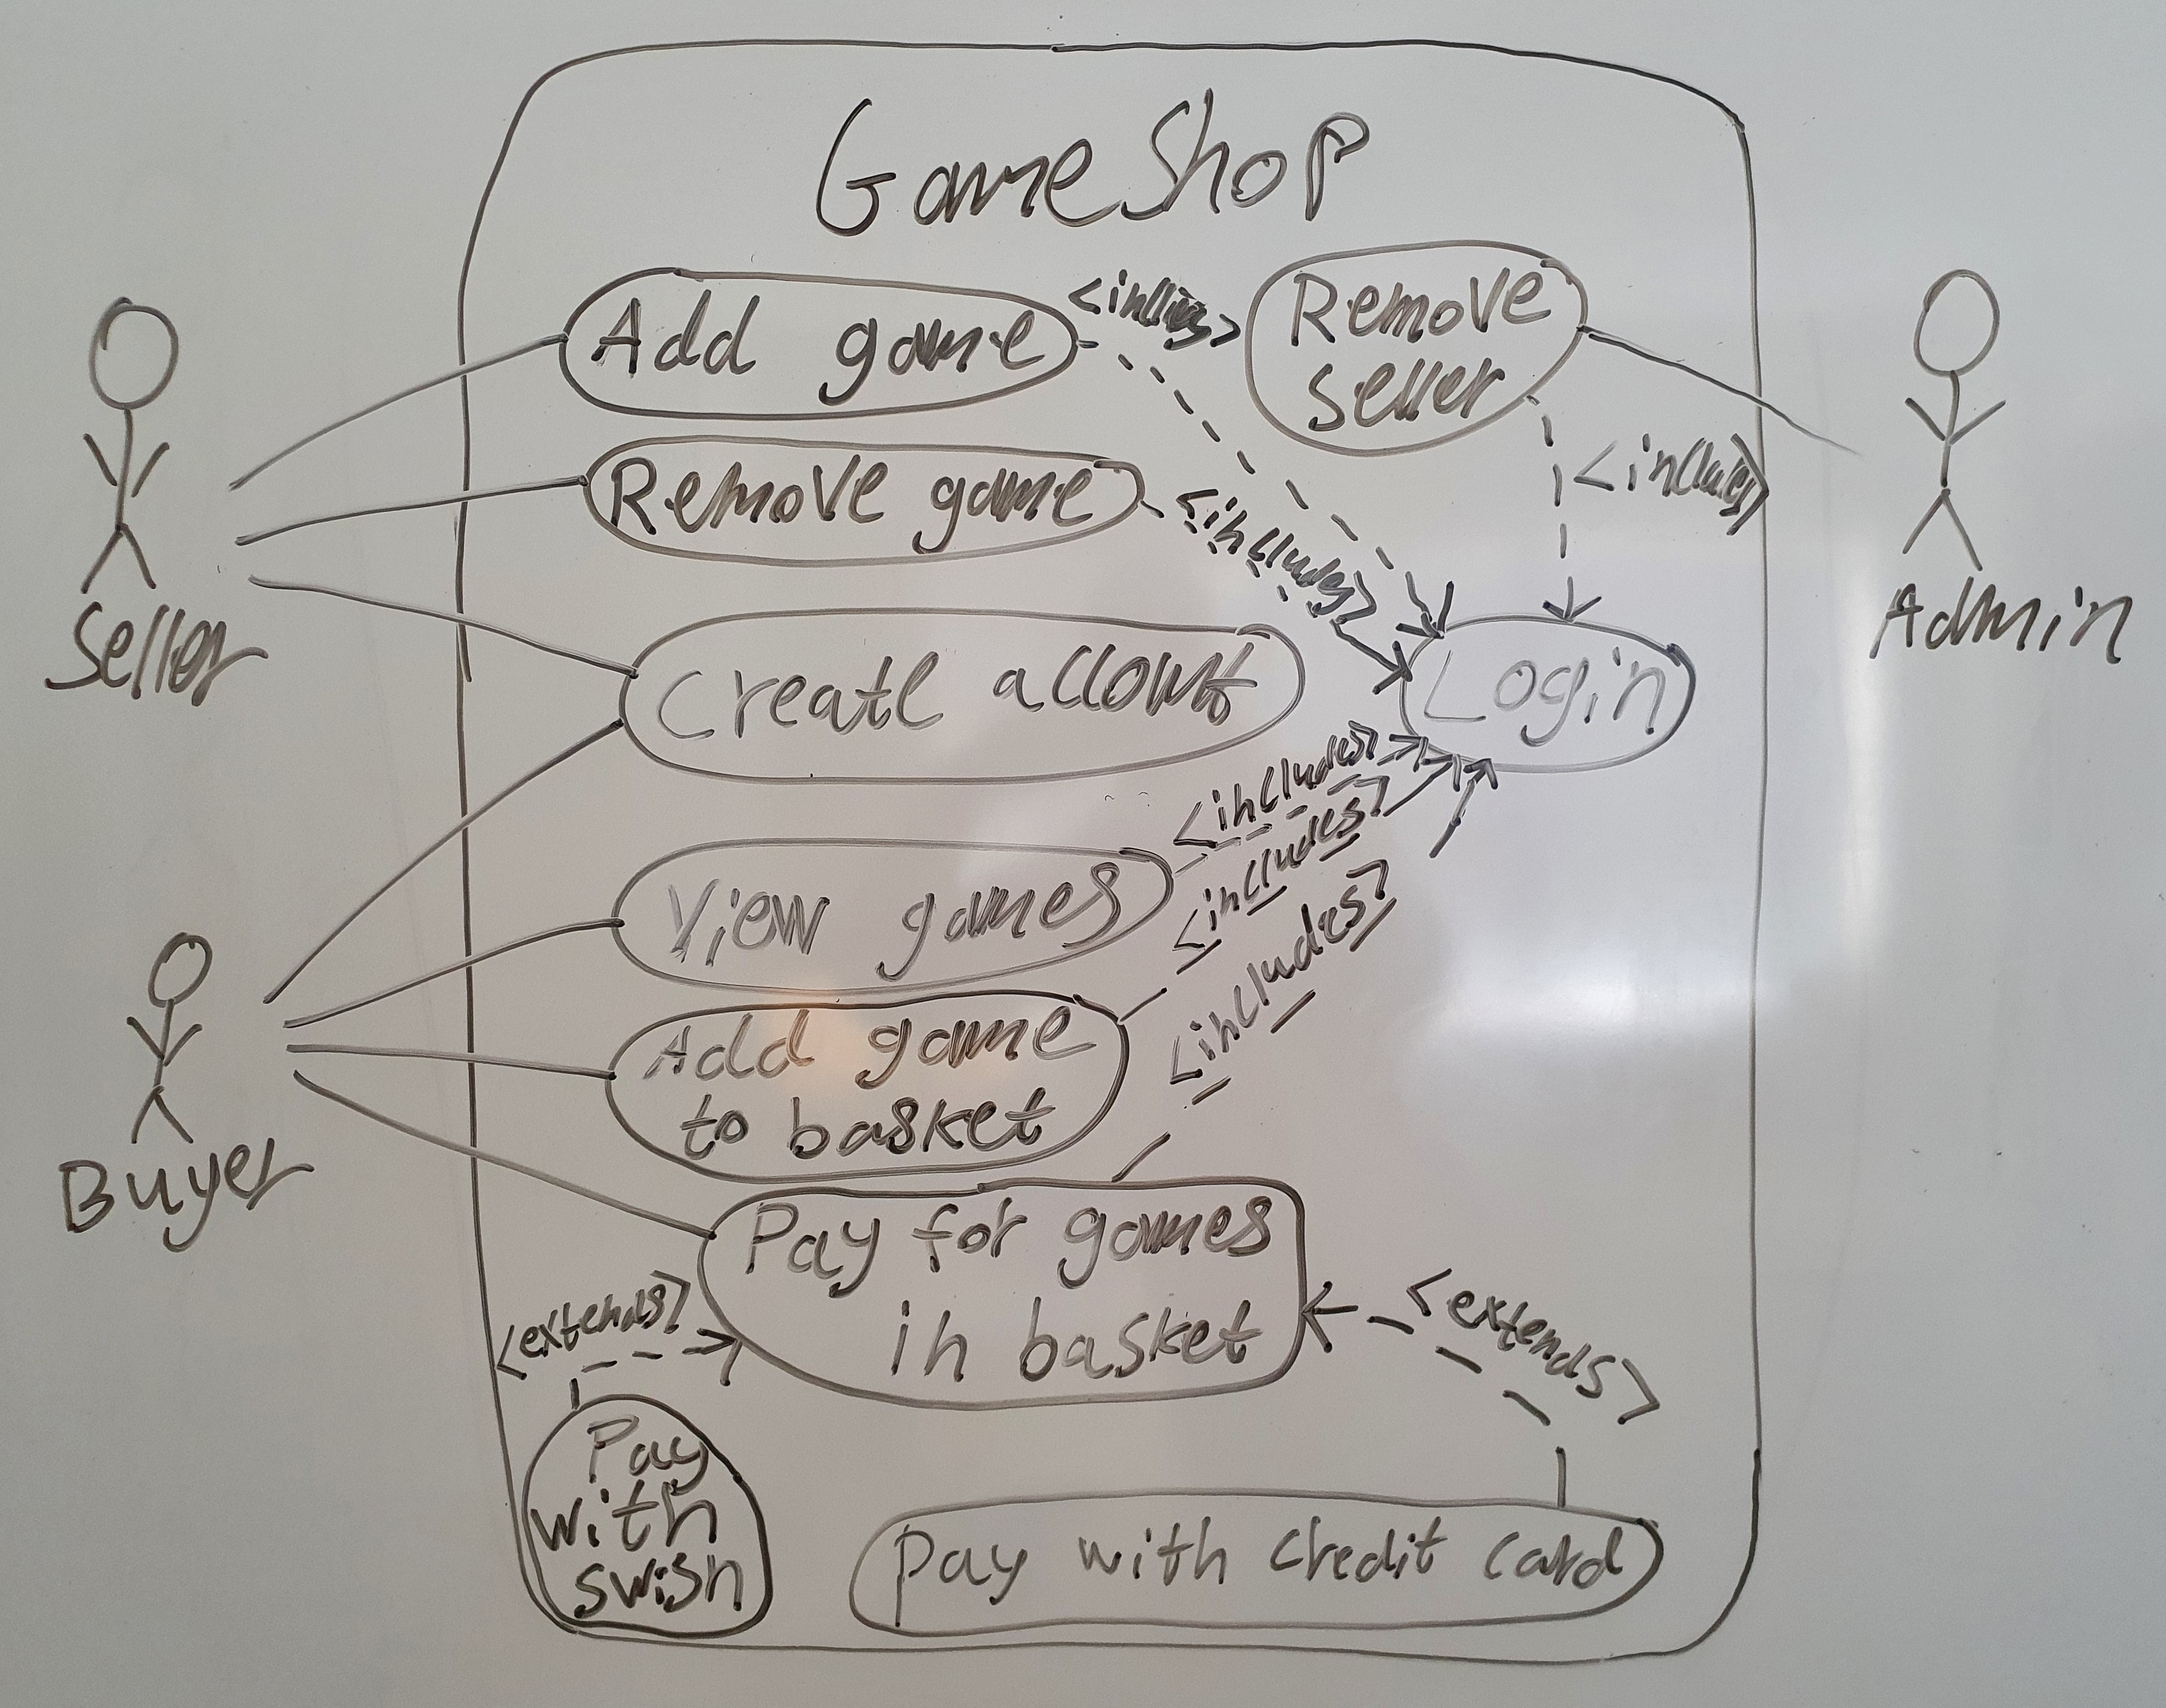 GameShop
Add game
<includes>
Remove
seller
<includes>
Remove game
<includes>
Seller
Admin
Create account
Login
<includes>
View games
<includes>
<includes>
Add game
to basket
Buyer
Pay for games
in basket
<extends>
<extends>
Pay
with
swish
Pay with credit card